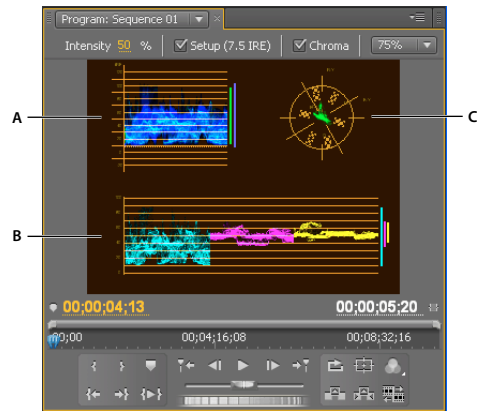 Program: Sequence 01
Intensity 50 % Setup (7.5 IRE) Chroma 75%
A
C
B
00;00;04;13 00;00;05;20
00;00 00;04;16;08 00;08;32;16